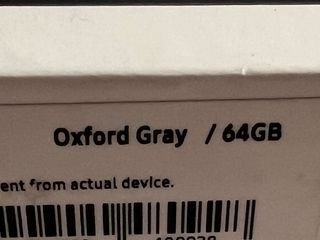 Oxford Gray / 64GB
ent from actual device.